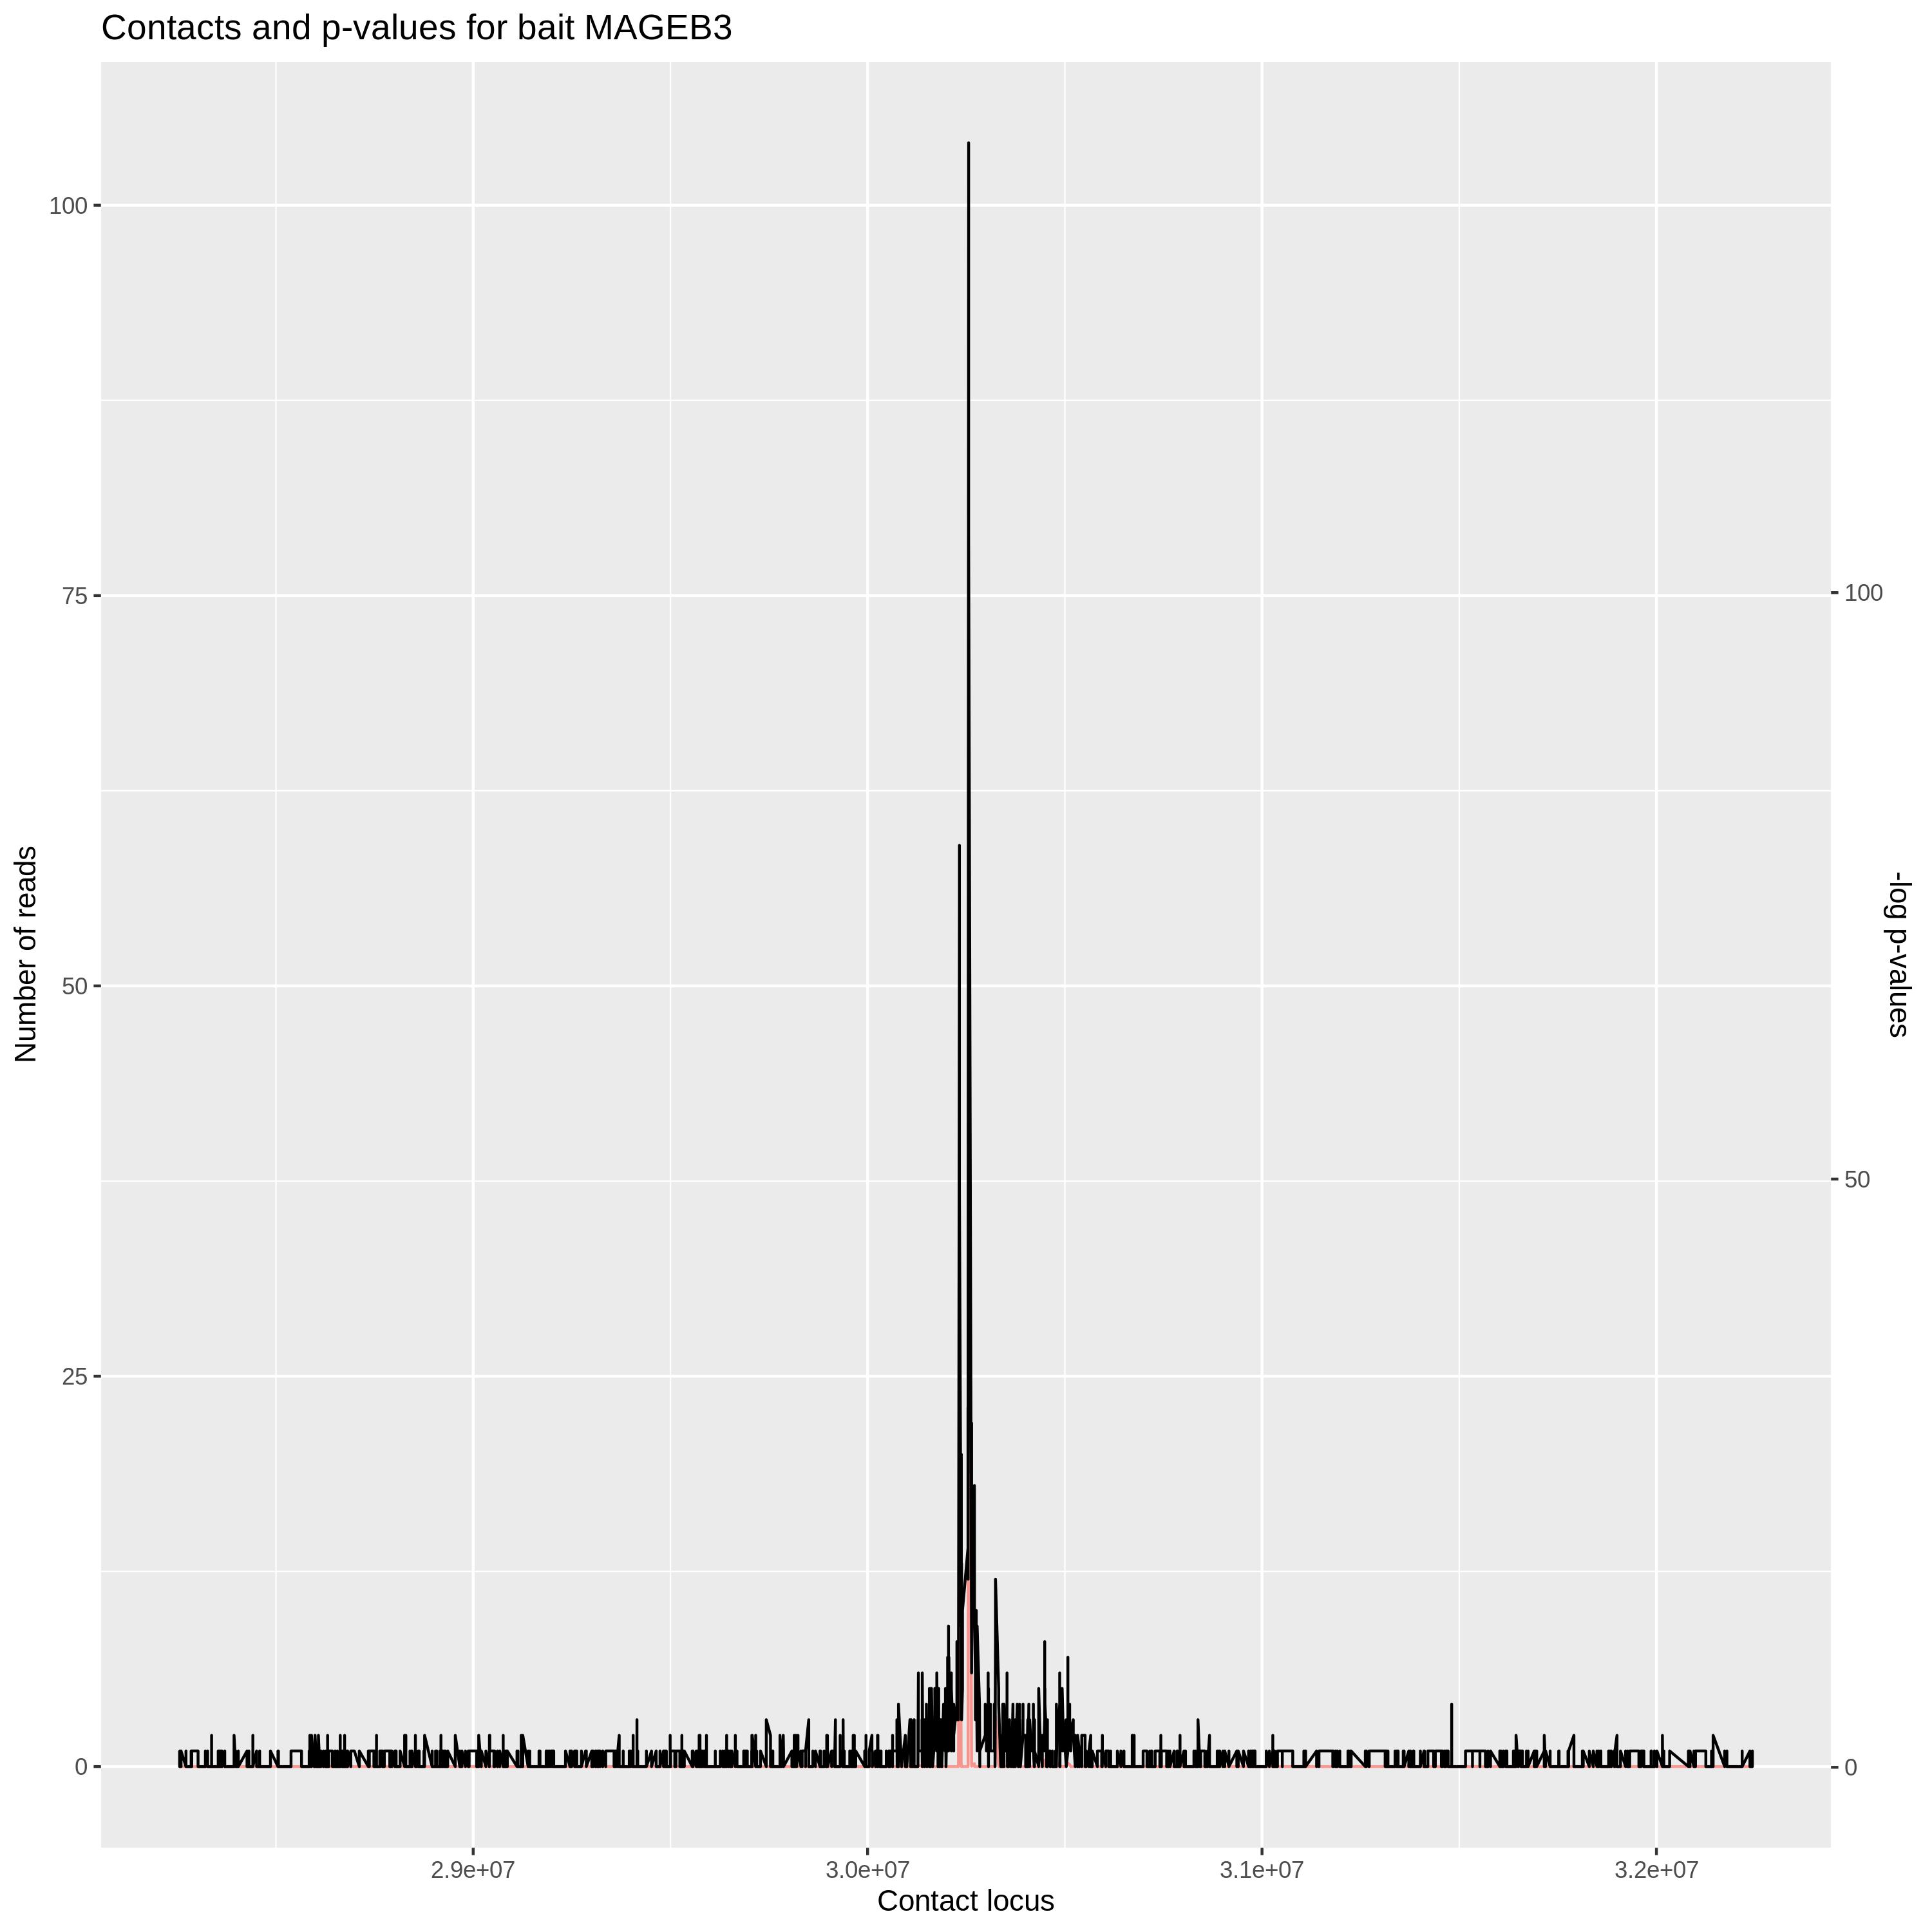 Contacts and p-values for bait MAGEB3
100
75
50
25
0
Number of reads
100
50
0
-log p-values
2.9e+07 3.0e+07 3.1e+07 3.2e+07
Contact locus